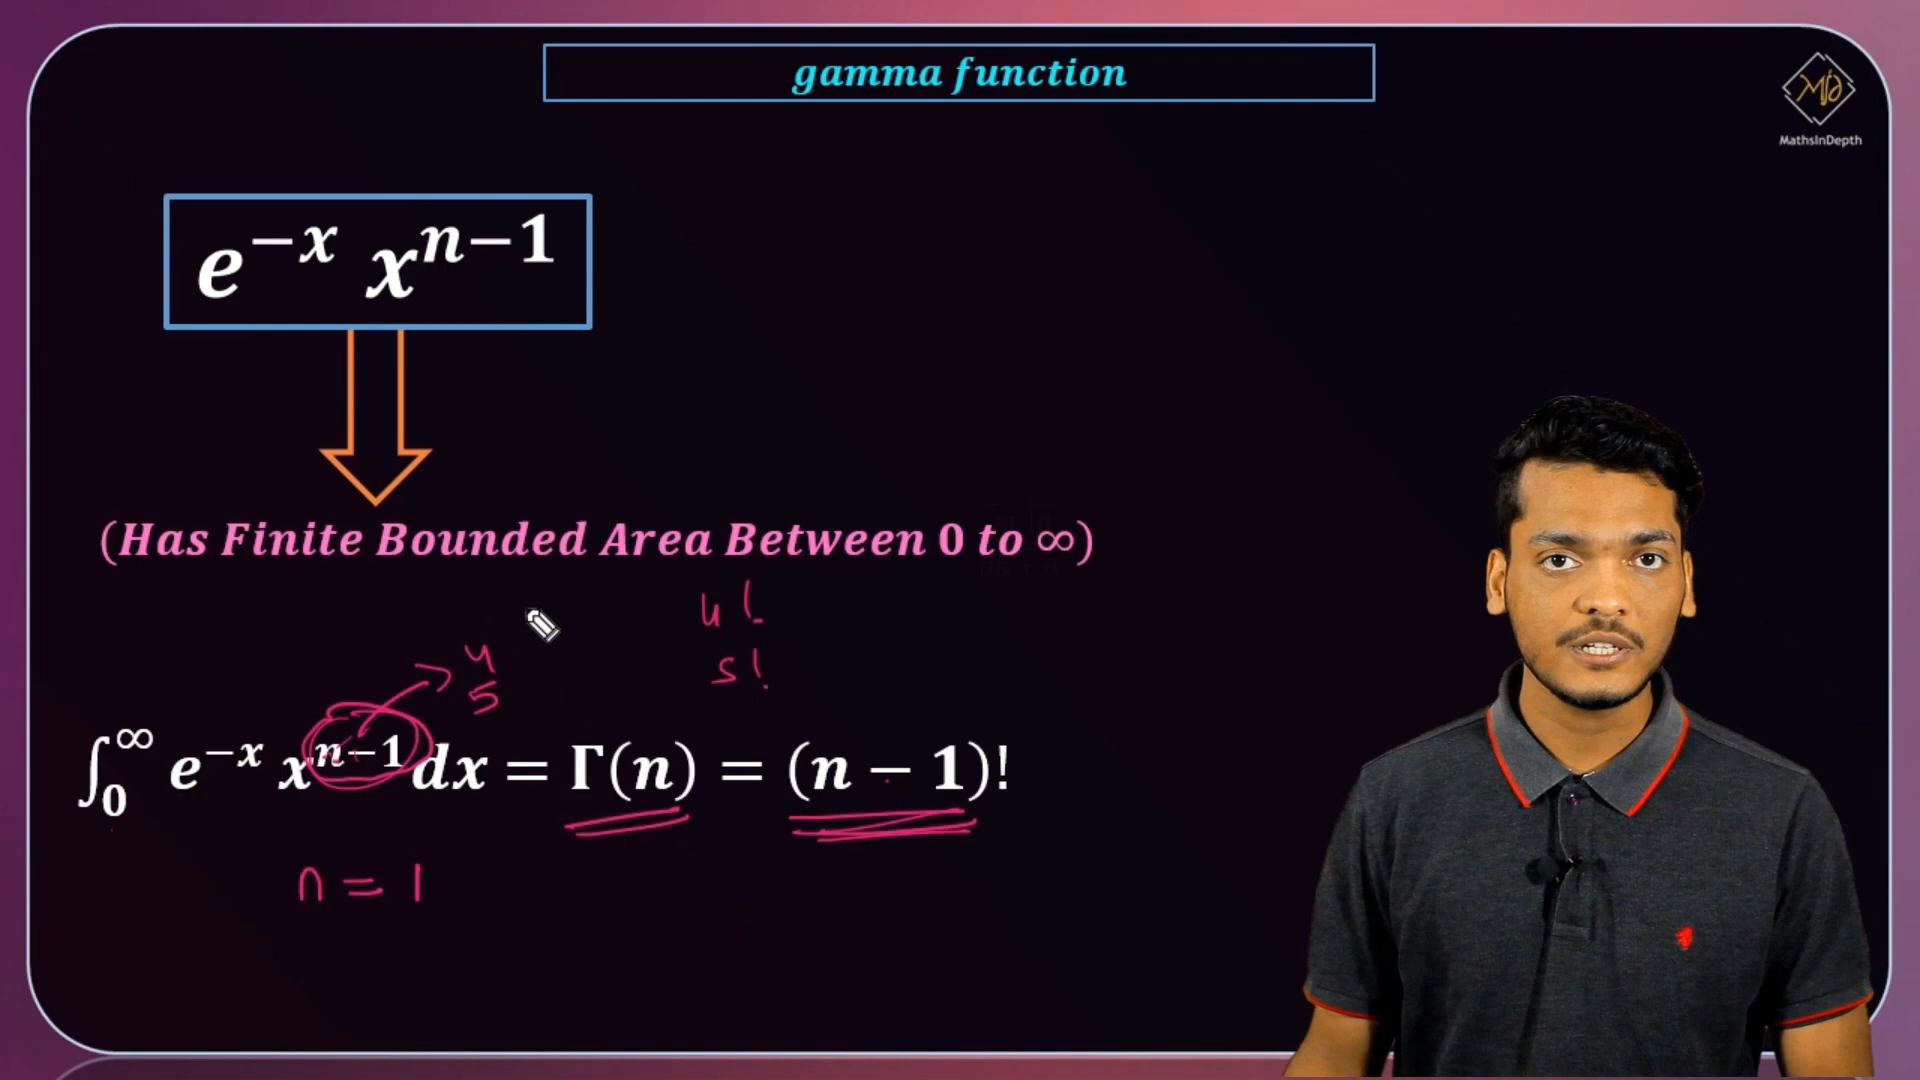 gamma function
MathsInDepth
e^{-x} x^{n-1}
(Has Finite Bounded Area Between 0 to ∞)
4!
5!
4
5
∫_0^∞ e^{-x} x^{n-1} dx = Γ(n) = (n − 1)!
n = 1